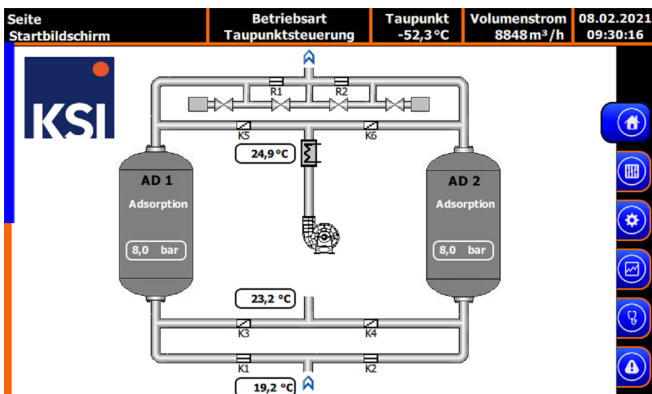 Seite
Startbildschirm
Betriebsart
Taupunktsteuerung
Taupunkt
-52,3°C
Volumenstrom
8848 m³/h
08.02.2021
09:30:16
KSI
R1
R2
K5
K6
24,9°C
AD 1
Adsorption
8,0 bar
AD 2
Adsorption
8,0 bar
23,2 °C
K3
K4
K1
K2
19,2 °C